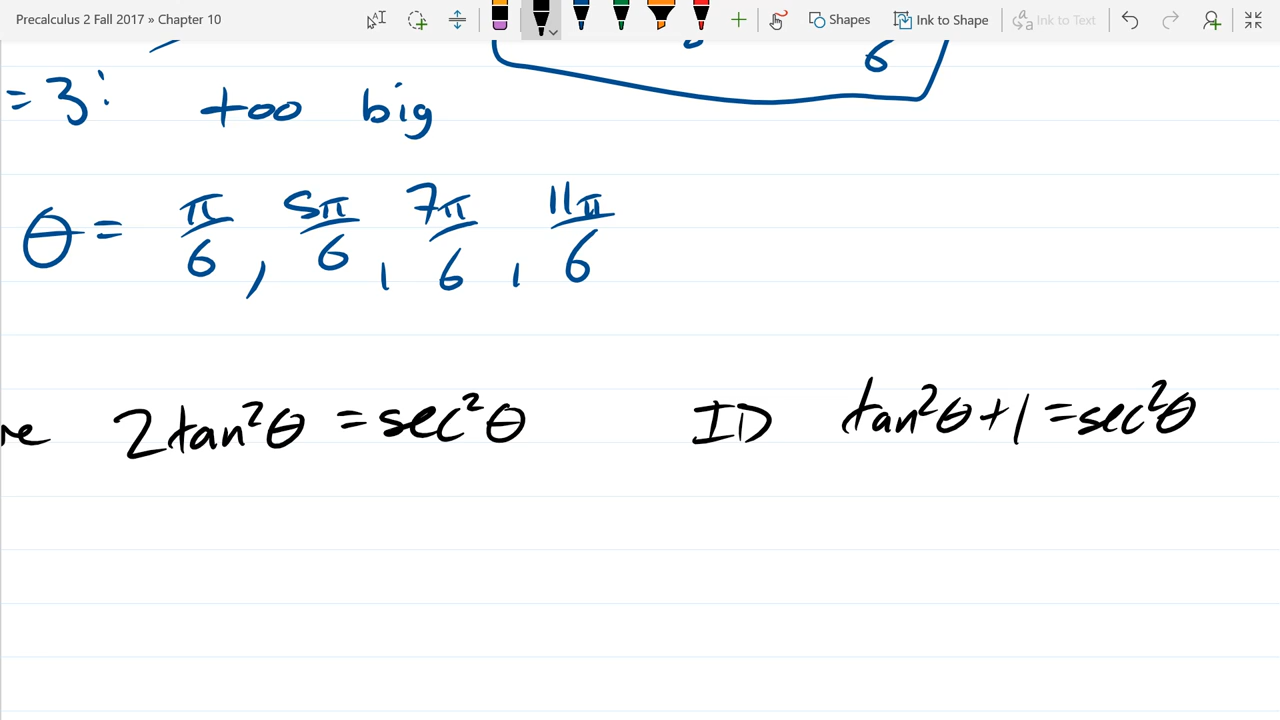 Precalculus 2 Fall 2017 » Chapter 10 Shapes Ink to Shape Ink to Text
6
= 3: too big
θ = π/6, 5π/6, 7π/6, 11π/6
2tan²θ = sec²θ ID tan²θ+1=sec²θ